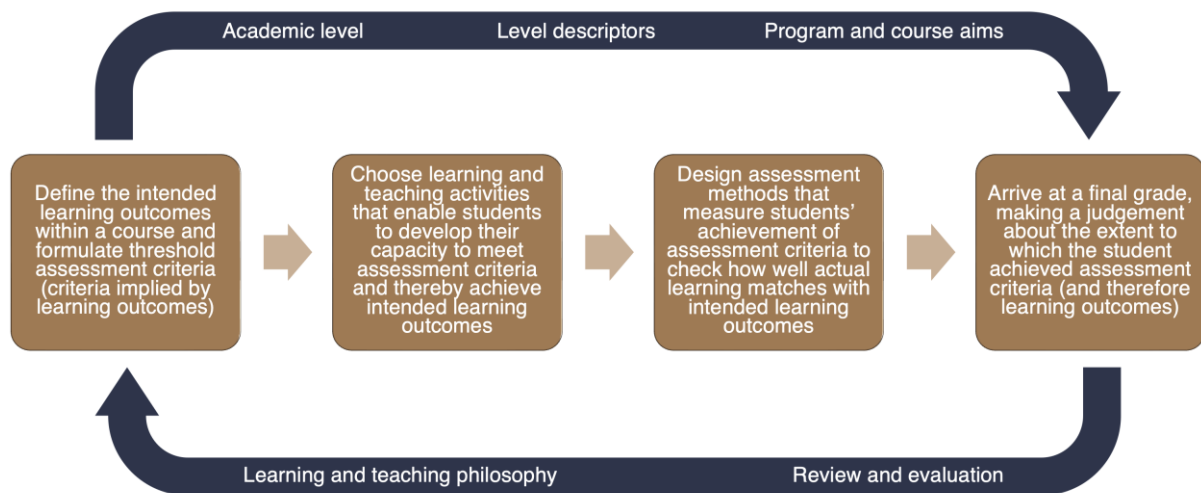 Academic level
Level descriptors
Program and course aims
Define the intended
learning outcomes
within a course and
formulate threshold
assessment criteria
(criteria implied by
learning outcomes)
Choose learning and
teaching activities
that enable students
to develop their
capacity to meet
assessment criteria
and thereby achieve
intended learning
outcomes
Design assessment
methods that
measure students’
achievement of
assessment criteria to
check how well actual
learning matches with
intended learning
outcomes
Arrive at a final grade,
making a judgement
about the extent to
which the student
achieved assessment
criteria (and therefore
learning outcomes)
Learning and teaching philosophy
Review and evaluation